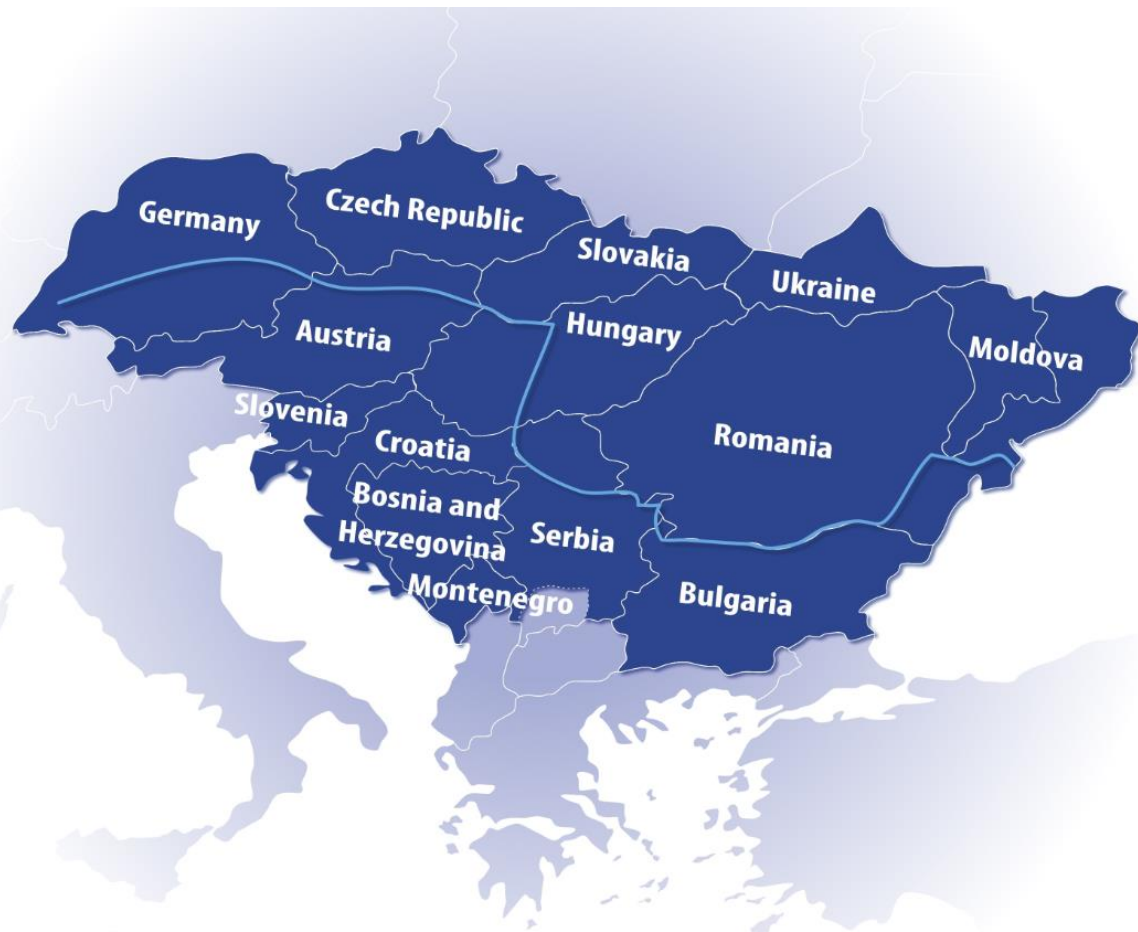 Germany
Czech Republic
Slovakia
Ukraine
Austria
Hungary
Moldova
Slovenia
Croatia
Romania
Bosnia and
Herzegovina
Serbia
Montenegro
Bulgaria